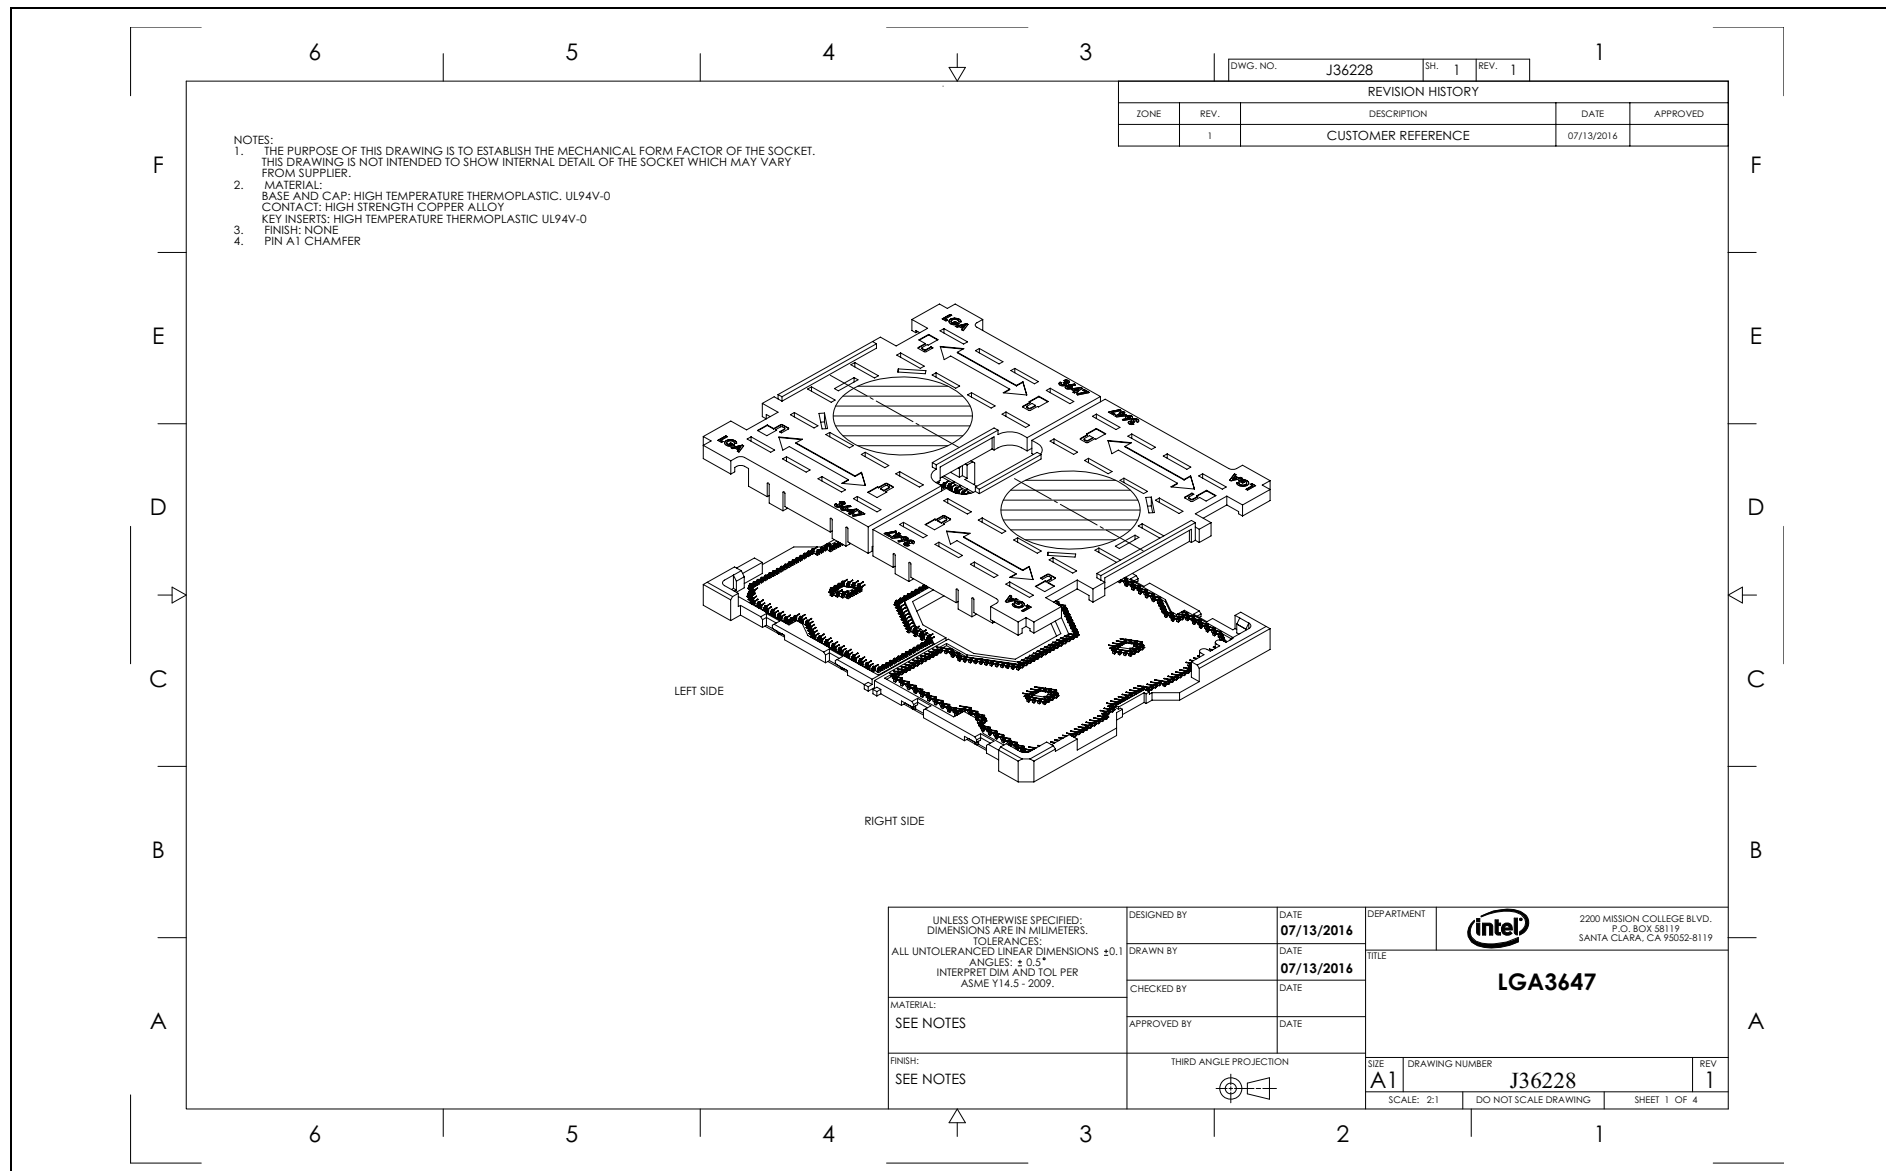 6 5 4 3 1
DWG. NO. J36228 SH. 1 REV. 1
REVISION HISTORY
ZONE REV. DESCRIPTION DATE APPROVED
1 CUSTOMER REFERENCE 07/13/2016
NOTES:
1. THE PURPOSE OF THIS DRAWING IS TO ESTABLISH THE MECHANICAL FORM FACTOR OF THE SOCKET.
THIS DRAWING IS NOT INTENDED TO SHOW INTERNAL DETAIL OF THE SOCKET WHICH MAY VARY
FROM SUPPLIER.
2. MATERIAL:
BASE AND CAP: HIGH TEMPERATURE THERMOPLASTIC. UL94V-0
CONTACT: HIGH STRENGTH COPPER ALLOY
KEY INSERTS: HIGH TEMPERATURE THERMOPLASTIC UL94V-0
3. FINISH: NONE
4. PIN A1 CHAMFER
F F
E E
LGA
3647
3647
LGA
LGA
D D
3647
3647
LGA
C C
LEFT SIDE
RIGHT SIDE
B B
UNLESS OTHERWISE SPECIFIED:
DIMENSIONS ARE IN MILIMETERS.
TOLERANCES:
ALL UNTOLERANCED LINEAR DIMENSIONS ±0.1
ANGLES: ± 0.5°
INTERPRET DIM AND TOL PER
ASME Y14.5 - 2009.
MATERIAL:
SEE NOTES
FINISH:
SEE NOTES
DESIGNED BY DATE
07/13/2016
DRAWN BY DATE
07/13/2016
CHECKED BY DATE
APPROVED BY DATE
THIRD ANGLE PROJECTION
DEPARTMENT
intel
2200 MISSION COLLEGE BLVD.
P.O. BOX 58119
SANTA CLARA, CA 95052-8119
TITLE
LGA3647
SIZE DRAWING NUMBER REV
A1 J36228 1
SCALE: 2:1 DO NOT SCALE DRAWING SHEET 1 OF 4
A A
6 5 4 3 2 1